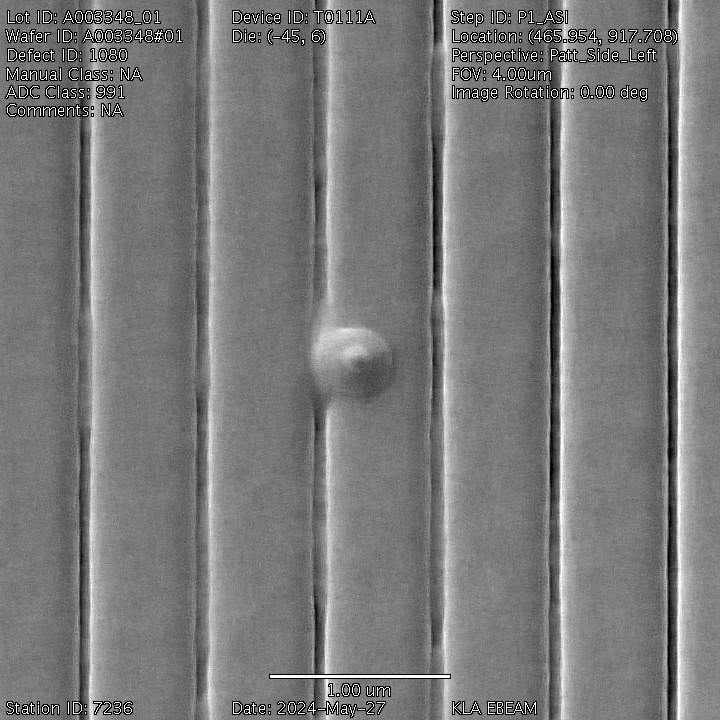 Lot ID: A003348_01
Wafer ID: A003348#01
Defect ID: 1080
Manual Class: NA
ADC Class: 991
Comments: NA
Device ID: T0111A
Die: (-45, 6)
Step ID: P1_ASI
Location: (465.954, 917.708)
Perspective: Patt_Side_Left
FOV: 4.00um
Image Rotation: 0.00 deg
1.00 um
Station ID: 7236
Date: 2024-May-27
KLA EBEAM